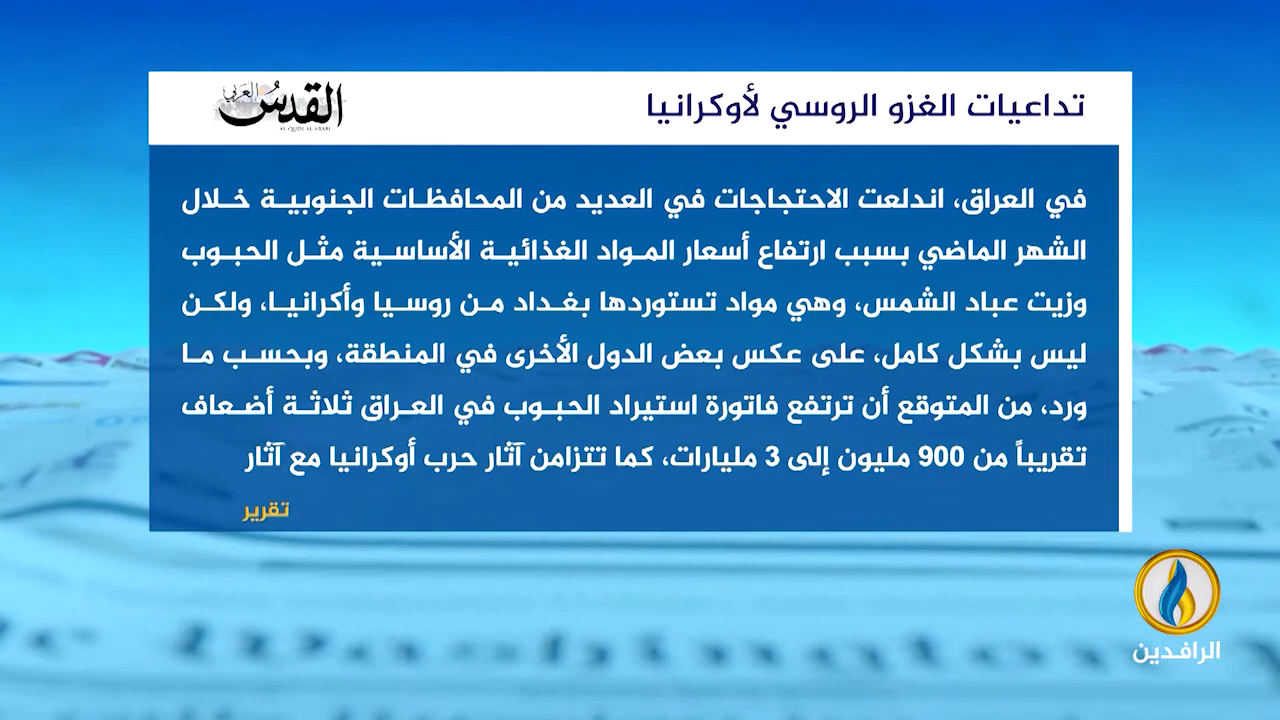 تداعيات الغزو الروسي لأوكرانيا
القدس العربي
AL-QUDS AL-ARABI
في العراق، اندلعت الاحتجاجات في العديد من المحافظات الجنوبية خلال
الشهر الماضي بسبب ارتفاع أسعار المواد الغذائية الأساسية مثل الحبوب
وزيت عباد الشمس، وهي مواد تستوردها بغداد من روسيا وأكرانيا، ولكن
ليس بشكل كامل، على عكس بعض الدول الأخرى في المنطقة، وبحسب ما
ورد، من المتوقع أن ترتفع فاتورة استيراد الحبوب في العراق ثلاثة أضعاف
تقريباً من 900 مليون إلى 3 مليارات، كما تتزامن آثار حرب أوكرانيا مع آثار
تقرير
الرافدين